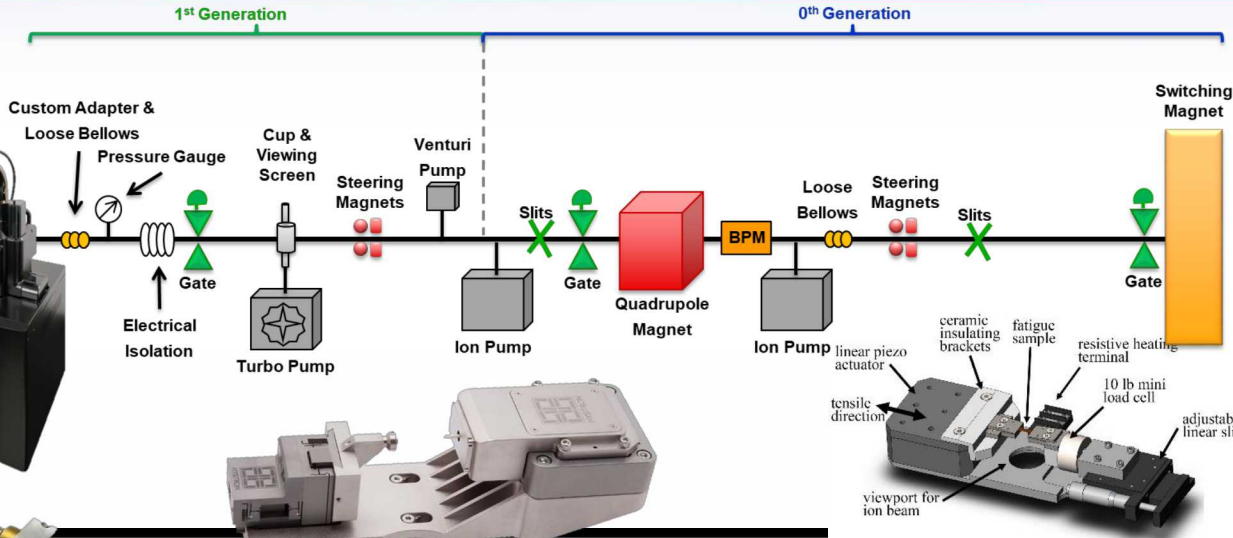 1st Generation
0th Generation
Custom Adapter &
Loose Bellows
Pressure Gauge
Cup &
Viewing
Screen
Steering
Magnets
Venturi
Pump
Slits
Loose
Bellows
Steering
Magnets
Slits
Switching
Magnet
BPM
Gate
Gate
Gate
Electrical
Isolation
Turbo Pump
Ion Pump
Quadrupole
Magnet
Ion Pump
linear piezo
actuator
ceramic
insulating
brackets
fatigue
sample
resistive heating
terminal
10 lb mini
load cell
tensile
direction
viewport for
ion beam
linear